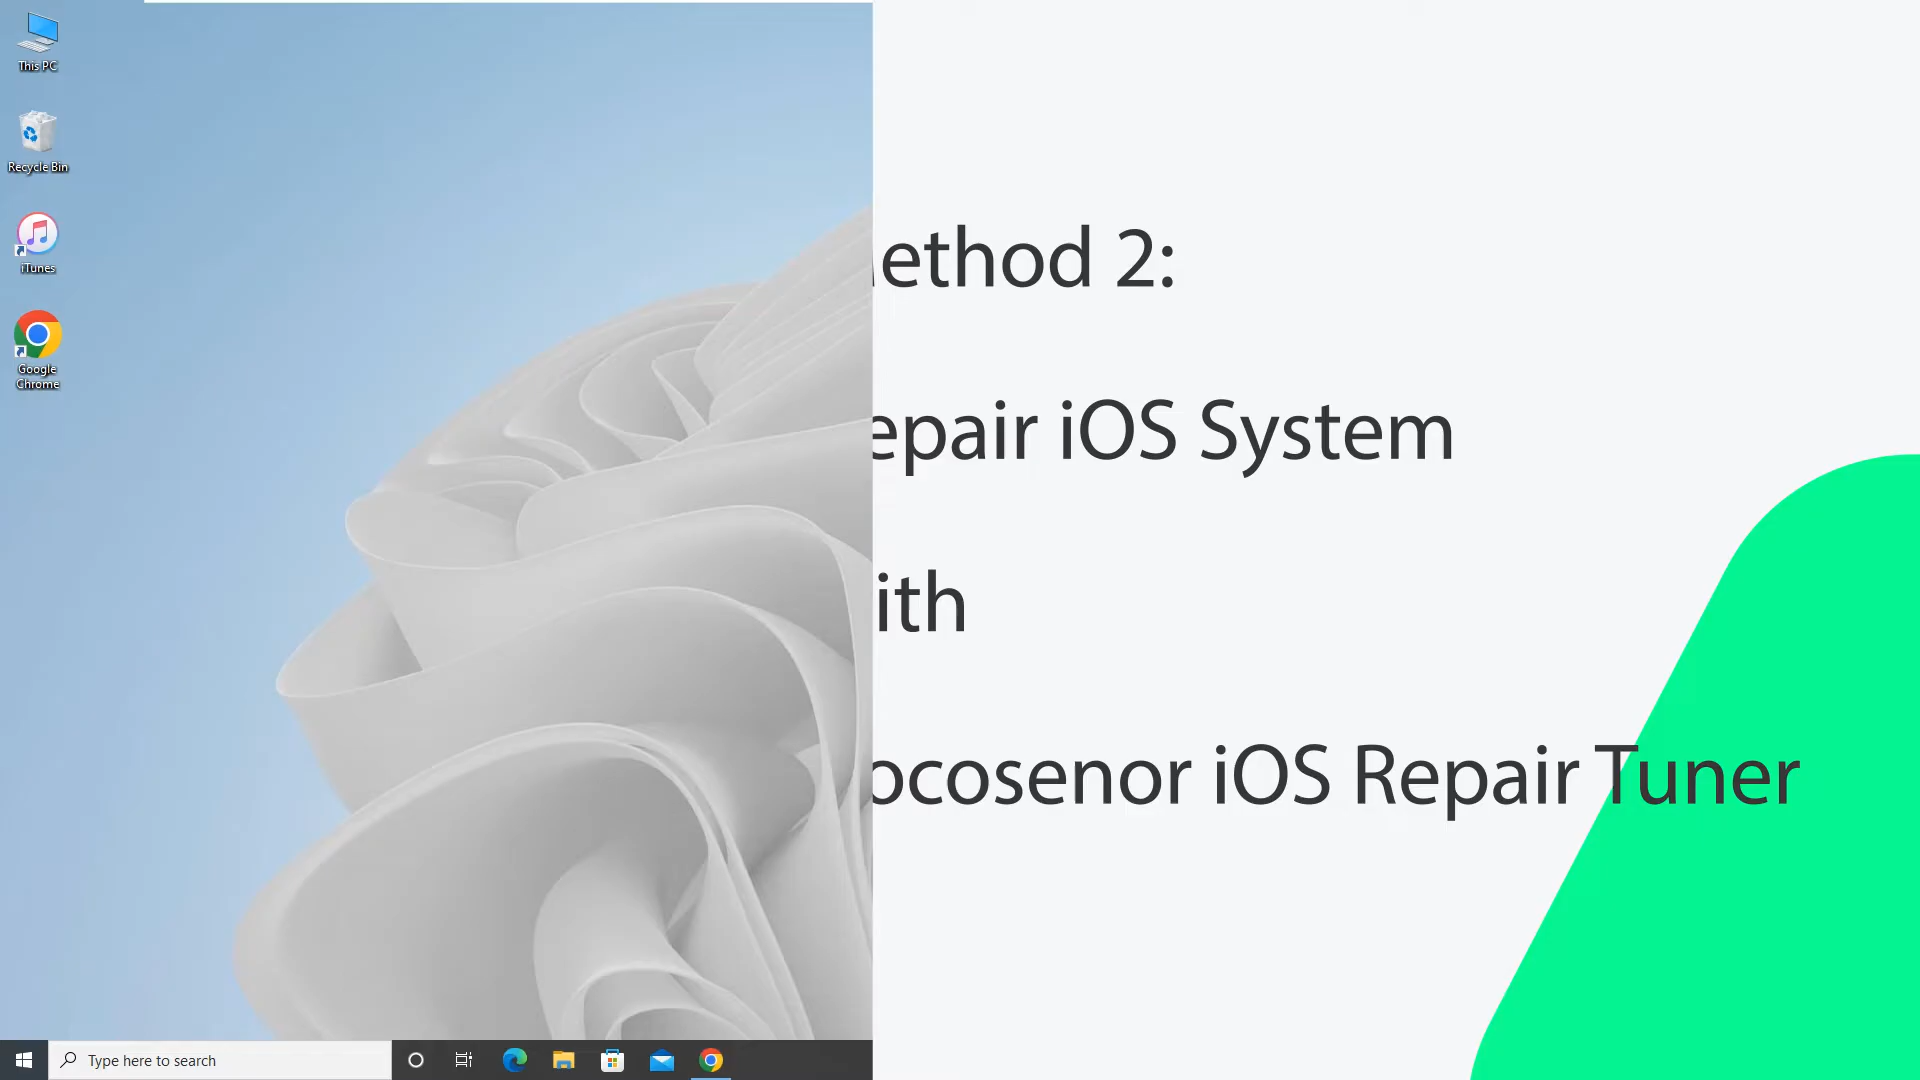 This PC
Recycle Bin
iTunes
Google
Chrome
ethod 2:
epair iOS System
ith
ocosenor iOS Repair Tuner
Type here to search